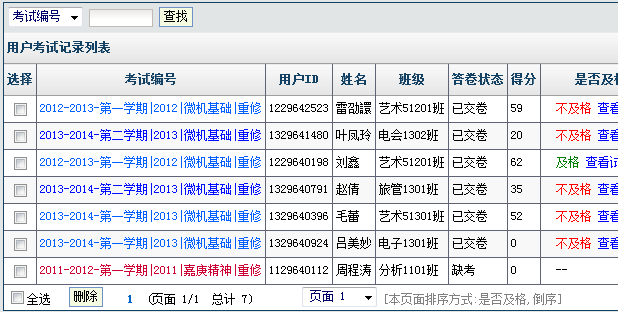 考试编号 查找
用户考试记录列表
选择 考试编号 用户ID 姓名 班级 答卷状态 得分 是否及格
2012-2013-第一学期|2012|微机基础|重修 1229642523 雷劭譞 艺术51201班 已交卷 59 不及格 查看
2013-2014-第二学期|2013|微机基础|重修 1329641480 叶凤玲 电会1302班 已交卷 20 不及格 查看
2012-2013-第一学期|2012|微机基础|重修 1229640198 刘鑫 艺术51201班 已交卷 62 及格 查看试
2013-2014-第二学期|2013|微机基础|重修 1329640791 赵倩 旅管1301班 已交卷 35 不及格 查看
2013-2014-第一学期|2013|微机基础|重修 1329640396 毛蕾 艺术51301班 已交卷 52 不及格 查看
2013-2014-第一学期|2013|微机基础|重修 1329640924 吕美妙 电子1301班 已交卷 0 不及格 查看
2011-2012-第一学期|2011|嘉庚精神|重修 1129640112 周程涛 分析1101班 缺考 0 --
全选 删除 1 (页面 1/1 总计 7) 页面 1 [本页面排序方式:是否及格,倒序]